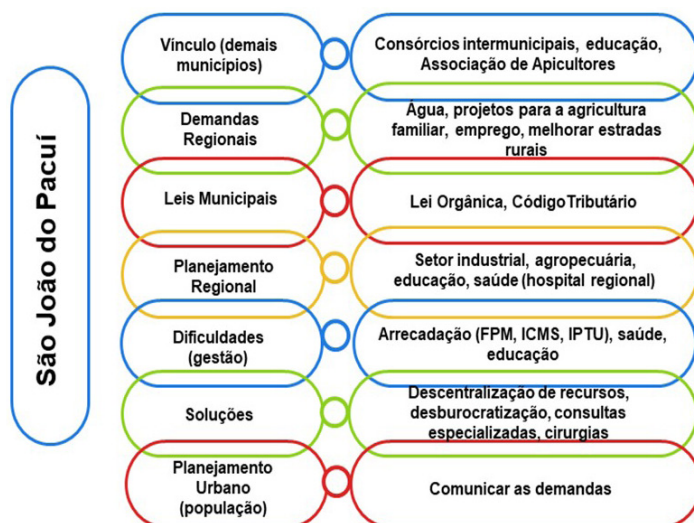 São João do Pacuí
Vínculo (demais
municípios)
Consórcios intermunicipais, educação,
Associação de Apicultores
Demandas
Regionais
Água, projetos para a agricultura
familiar, emprego, melhorar estradas
rurais
Leis Municipais
Lei Orgânica, Código Tributário
Planejamento
Regional
Setor industrial, agropecuária,
educação, saúde (hospital regional)
Dificuldades
(gestão)
Arrecadação (FPM, ICMS, IPTU), saúde,
educação
Soluções
Descentralização de recursos,
desburocratização, consultas
especializadas, cirurgias
Planejamento
Urbano
(população)
Comunicar as demandas